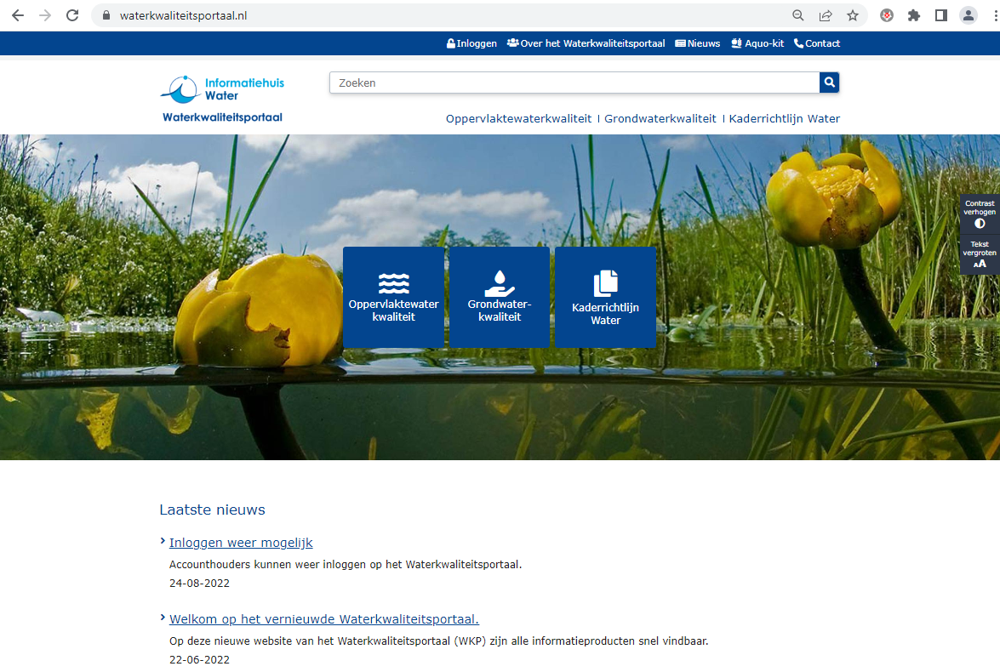 waterkwaliteitsportaal.nl
Inloggen Over het Waterkwaliteitsportaal Nieuws Aquo-kit Contact
Informatiehuis
Water
Waterkwaliteitsportaal
Zoeken
Oppervlaktewaterkwaliteit | Grondwaterkwaliteit | Kaderrichtlijn Water
Contrast
verhogen
Tekst
vergroten
AA
Oppervlaktewater
kwaliteit
Grondwater-
kwaliteit
Kaderrichtlijn
Water
Laatste nieuws
Inloggen weer mogelijk
Accounthouders kunnen weer inloggen op het Waterkwaliteitsportaal.
24-08-2022
Welkom op het vernieuwde Waterkwaliteitsportaal.
Op deze nieuwe website van het Waterkwaliteitsportaal (WKP) zijn alle informatieproducten snel vindbaar.
22-06-2022